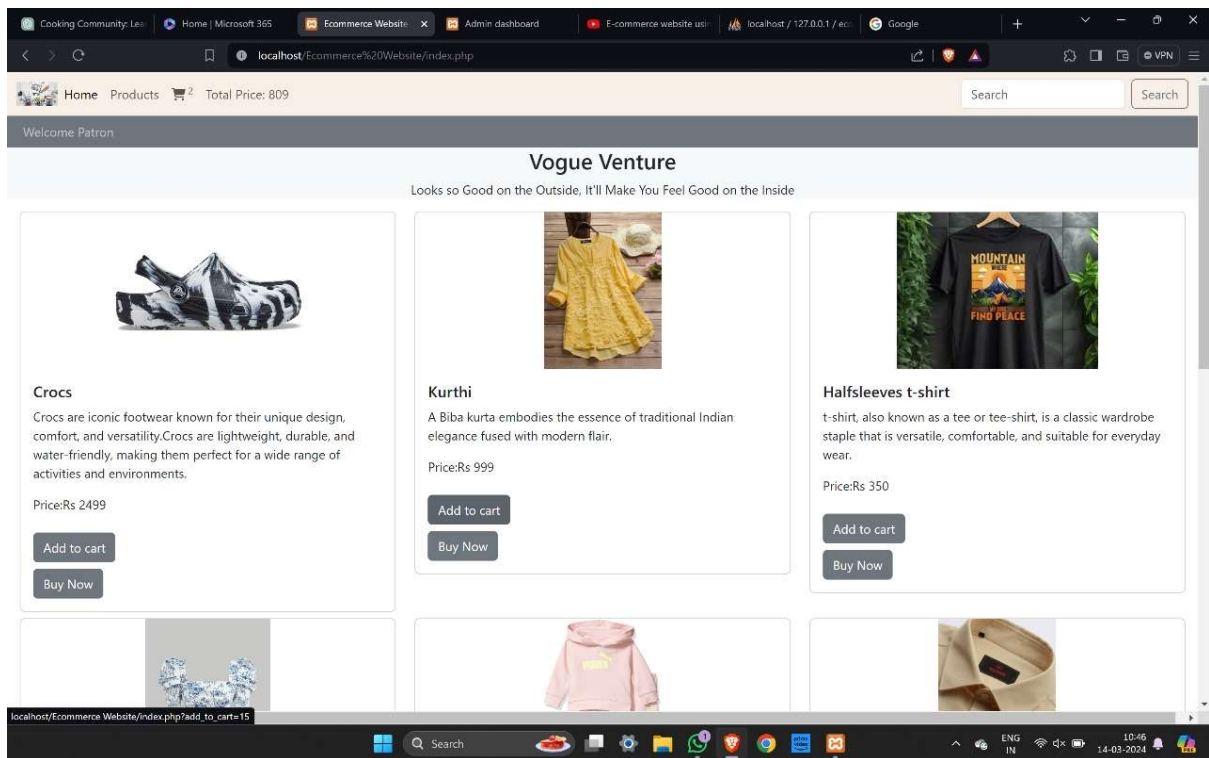 Cooking Community: Lea
Home | Microsoft 365
Ecommerce Website
Admin dashboard
E-commerce website usin
localhost / 127.0.0.1 / eco
Google
localhost/Ecommerce%20Website/index.php
VPN
Home Products 2 Total Price: 809
Search
Search
Welcome Patron
Vogue Venture
Looks so Good on the Outside, It'll Make You Feel Good on the Inside
Crocs
Crocs are iconic footwear known for their unique design,
comfort, and versatility.Crocs are lightweight, durable, and
water-friendly, making them perfect for a wide range of
activities and environments.
Price:Rs 2499
Add to cart
Buy Now
Kurthi
A Biba kurta embodies the essence of traditional Indian
elegance fused with modern flair.
Price:Rs 999
Add to cart
Buy Now
MOUNTAIN
WHERE
FIND PEACE
Halfsleeves t-shirt
t-shirt, also known as a tee or tee-shirt, is a classic wardrobe
staple that is versatile, comfortable, and suitable for everyday
wear.
Price:Rs 350
Add to cart
Buy Now
localhost/Ecommerce Website/index.php?add_to_cart=15
Search
ENG
IN
10:46
14-03-2024